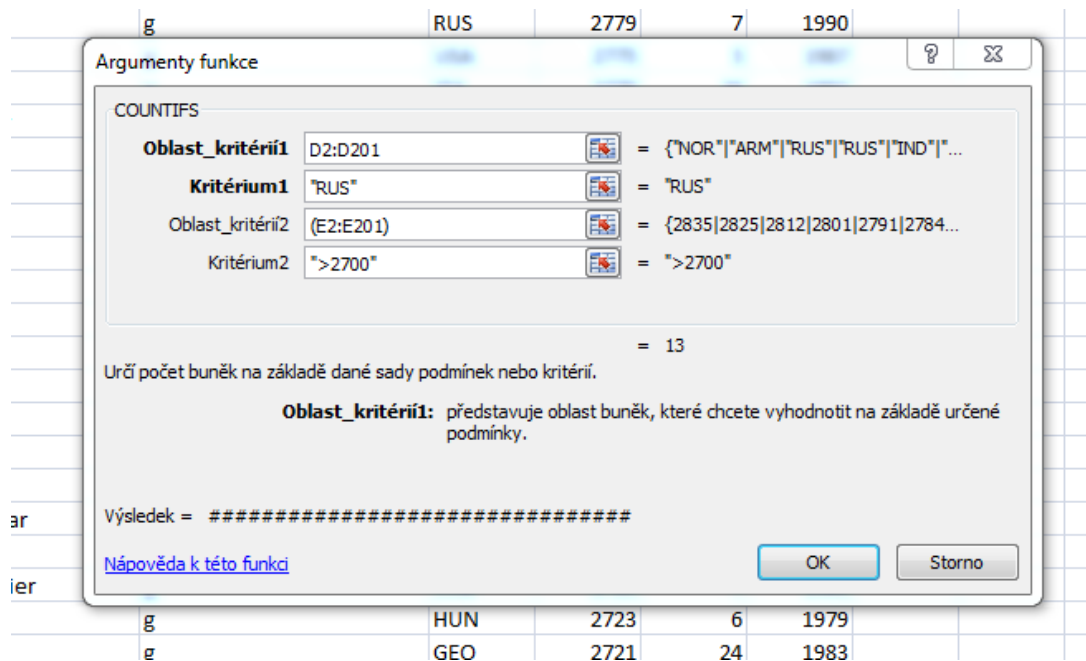 g RUS 2779 7 1990
Argumenty funkce
COUNTIFS
Oblast_kritérií1 D2:D201 = {"NOR"|"ARM"|"RUS"|"RUS"|"IND"|"...
Kritérium1 "RUS" = "RUS"
Oblast_kritérií2 (E2:E201) = {2835|2825|2812|2801|2791|2784...
Kritérium2 ">2700" = ">2700"
= 13
Určí počet buněk na základě dané sady podmínek nebo kritérií.
Oblast_kritérií1: představuje oblast buněk, které chcete vyhodnotit na základě určené
podmínky.
ar
Výsledek = ################################
Nápověda k této funkci OK Storno
ier
g HUN 2723 6 1979
g GEO 2721 24 1983